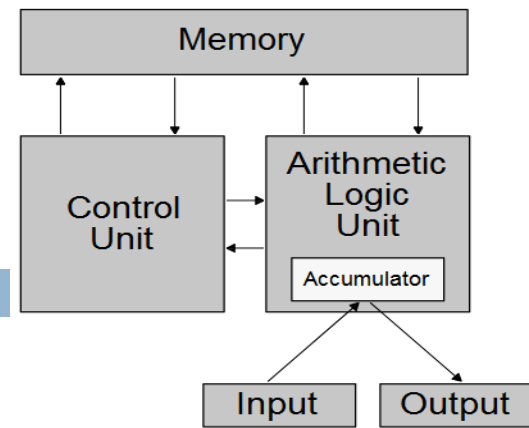 Memory
Control
Unit
Arithmetic
Logic
Unit
Accumulator
Input
Output